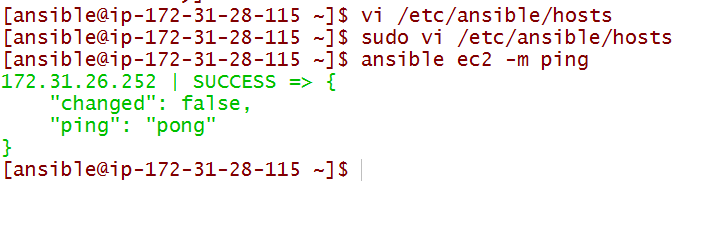 [ansible@ip-172-31-28-115 ~]$ vi /etc/ansible/hosts
[ansible@ip-172-31-28-115 ~]$ sudo vi /etc/ansible/hosts
[ansible@ip-172-31-28-115 ~]$ ansible ec2 -m ping
172.31.26.252 | SUCCESS => {
    "changed": false,
    "ping": "pong"
}
[ansible@ip-172-31-28-115 ~]$